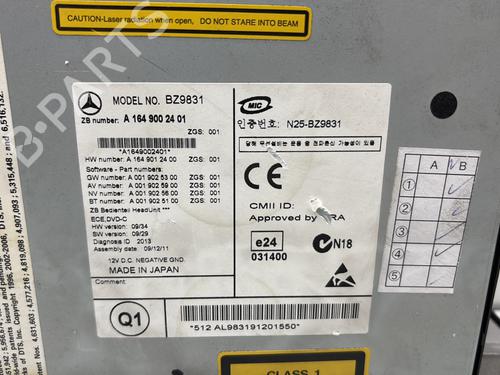 CAUTION-Laser radiation when open, DO NOT STARE INTO BEAM
MODEL NO. BZ9831
ZB number: A 164 900 24 01
ZGS: 001
*A1649002401*
HW number: A 164 901 24 00 ZGS: 001
Software - Part numbers:
GW number A 001 902 53 00 ZGS: 001
AV number A 001 902 59 00 ZGS: 001
NV number A 001 902 56 00 ZGS: 001
BT number A 001 902 51 00 ZGS: 001
ZB Bedienteil HeadUnit ***
ECE,DVD-C
HW version: 09/34
SW version: 09/29
Diagnosis ID 2013
Assembly date: 09/12/11
12V D.C. NEGATIVE GND.
MADE IN JAPAN
Comment
Q1
*512 AL983191201550*
MIC
인증번호: N25-BZ9831
CE
CMII ID:
Approved by
RA
e24
031400
N18
A B
1
2
3
4
5
CLASS 1
B-PARTS